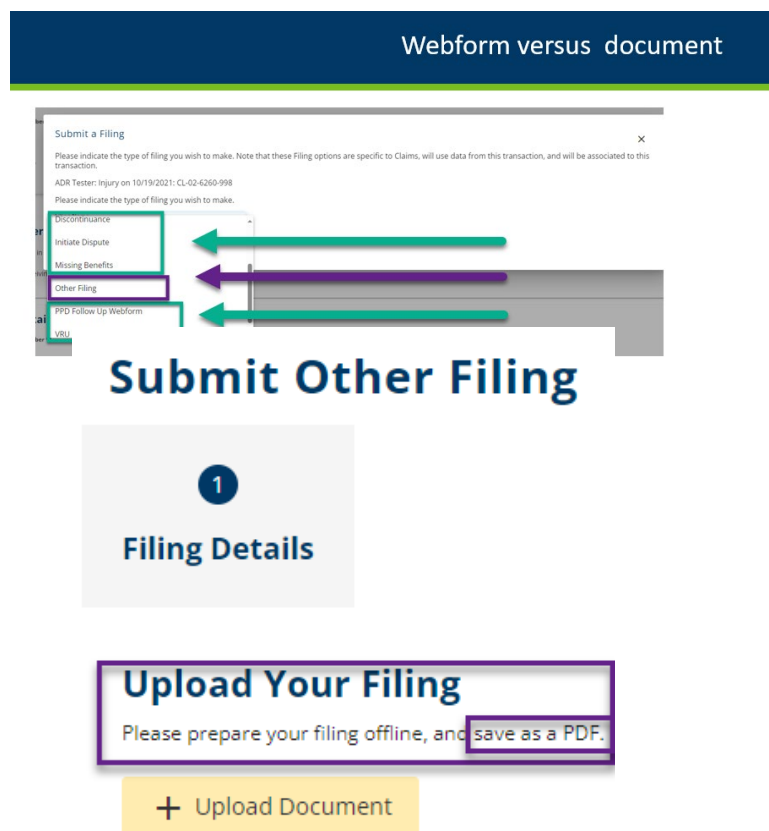 Webform versus document
Submit a Filing
×
Please indicate the type of filing you wish to make. Note that these Filing options are specific to Claims, will use data from this transaction, and will be associated to this
transaction.
ADR Tester: Injury on 10/19/2021: CL-02-6260-998
Please indicate the type of filing you wish to make.
Discontinuance
Initiate Dispute
Missing Benefits
Other Filing
PPD Follow Up Webform
VRU
Submit Other Filing
1
Filing Details
Upload Your Filing
Please prepare your filing offline, and save as a PDF.
+ Upload Document